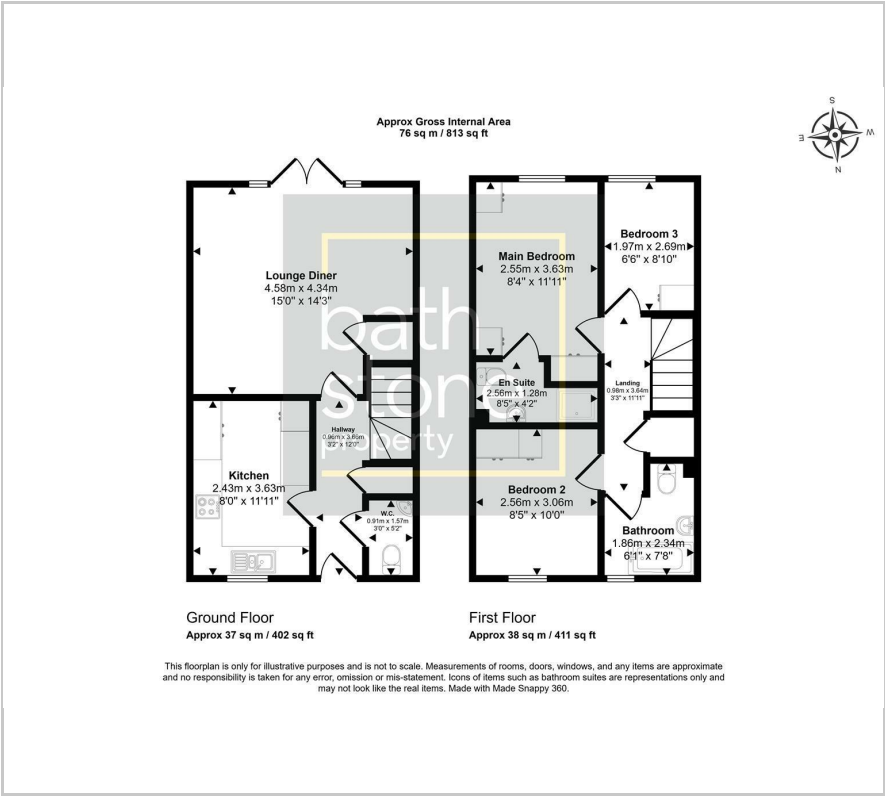 Approx Gross Internal Area
76 sq m / 813 sq ft
S
E
W
N
Lounge Diner
4.58m x 4.34m
15'0" x 14'3"
Main Bedroom
2.55m x 3.63m
8'4" x 11'11"
Bedroom 3
1.97m x 2.69m
6'6" x 8'10"
bath
stone
property
En Suite
2.56m x 1.28m
8'5" x 4'2"
Landing
0.98m x 3.64m
3'3" x 11'11"
Hallway
0.96m x 3.65m
3'2" x 12'0"
Kitchen
2.43m x 3.63m
8'0" x 11'11"
W.C.
0.91m x 1.57m
3'0" x 5'2"
Bedroom 2
2.56m x 3.06m
8'5" x 10'0"
Bathroom
1.86m x 2.34m
6'1" x 7'8"
Ground Floor
Approx 37 sq m / 402 sq ft
First Floor
Approx 38 sq m / 411 sq ft
This floorplan is only for illustrative purposes and is not to scale. Measurements of rooms, doors, windows, and any items are approximate
and no responsibility is taken for any error, omission or mis-statement. Icons of items such as bathroom suites are representations only and
may not look like the real items. Made with Made Snappy 360.